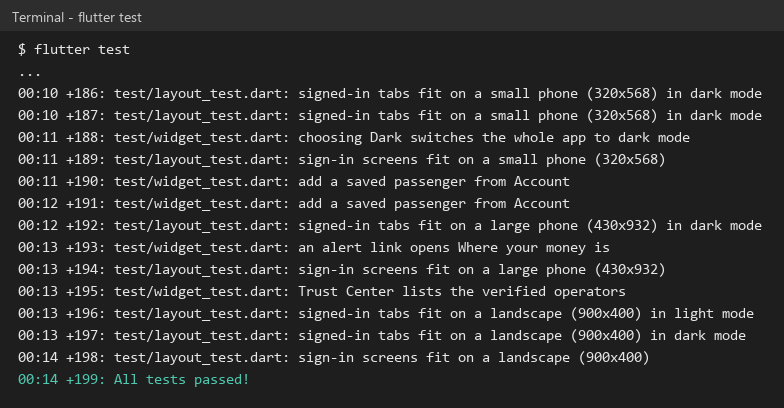 Terminal - flutter test
$ flutter test
...
00:10 +186: test/layout_test.dart: signed-in tabs fit on a small phone (320x568) in dark mode
00:10 +187: test/layout_test.dart: signed-in tabs fit on a small phone (320x568) in dark mode
00:11 +188: test/widget_test.dart: choosing Dark switches the whole app to dark mode
00:11 +189: test/layout_test.dart: sign-in screens fit on a small phone (320x568)
00:11 +190: test/widget_test.dart: add a saved passenger from Account
00:12 +191: test/widget_test.dart: add a saved passenger from Account
00:12 +192: test/layout_test.dart: signed-in tabs fit on a large phone (430x932) in dark mode
00:13 +193: test/widget_test.dart: an alert link opens Where your money is
00:13 +194: test/layout_test.dart: sign-in screens fit on a large phone (430x932)
00:13 +195: test/widget_test.dart: Trust Center lists the verified operators
00:13 +196: test/layout_test.dart: signed-in tabs fit on a landscape (900x400) in light mode
00:13 +197: test/layout_test.dart: signed-in tabs fit on a landscape (900x400) in dark mode
00:14 +198: test/layout_test.dart: sign-in screens fit on a landscape (900x400)
00:14 +199: All tests passed!